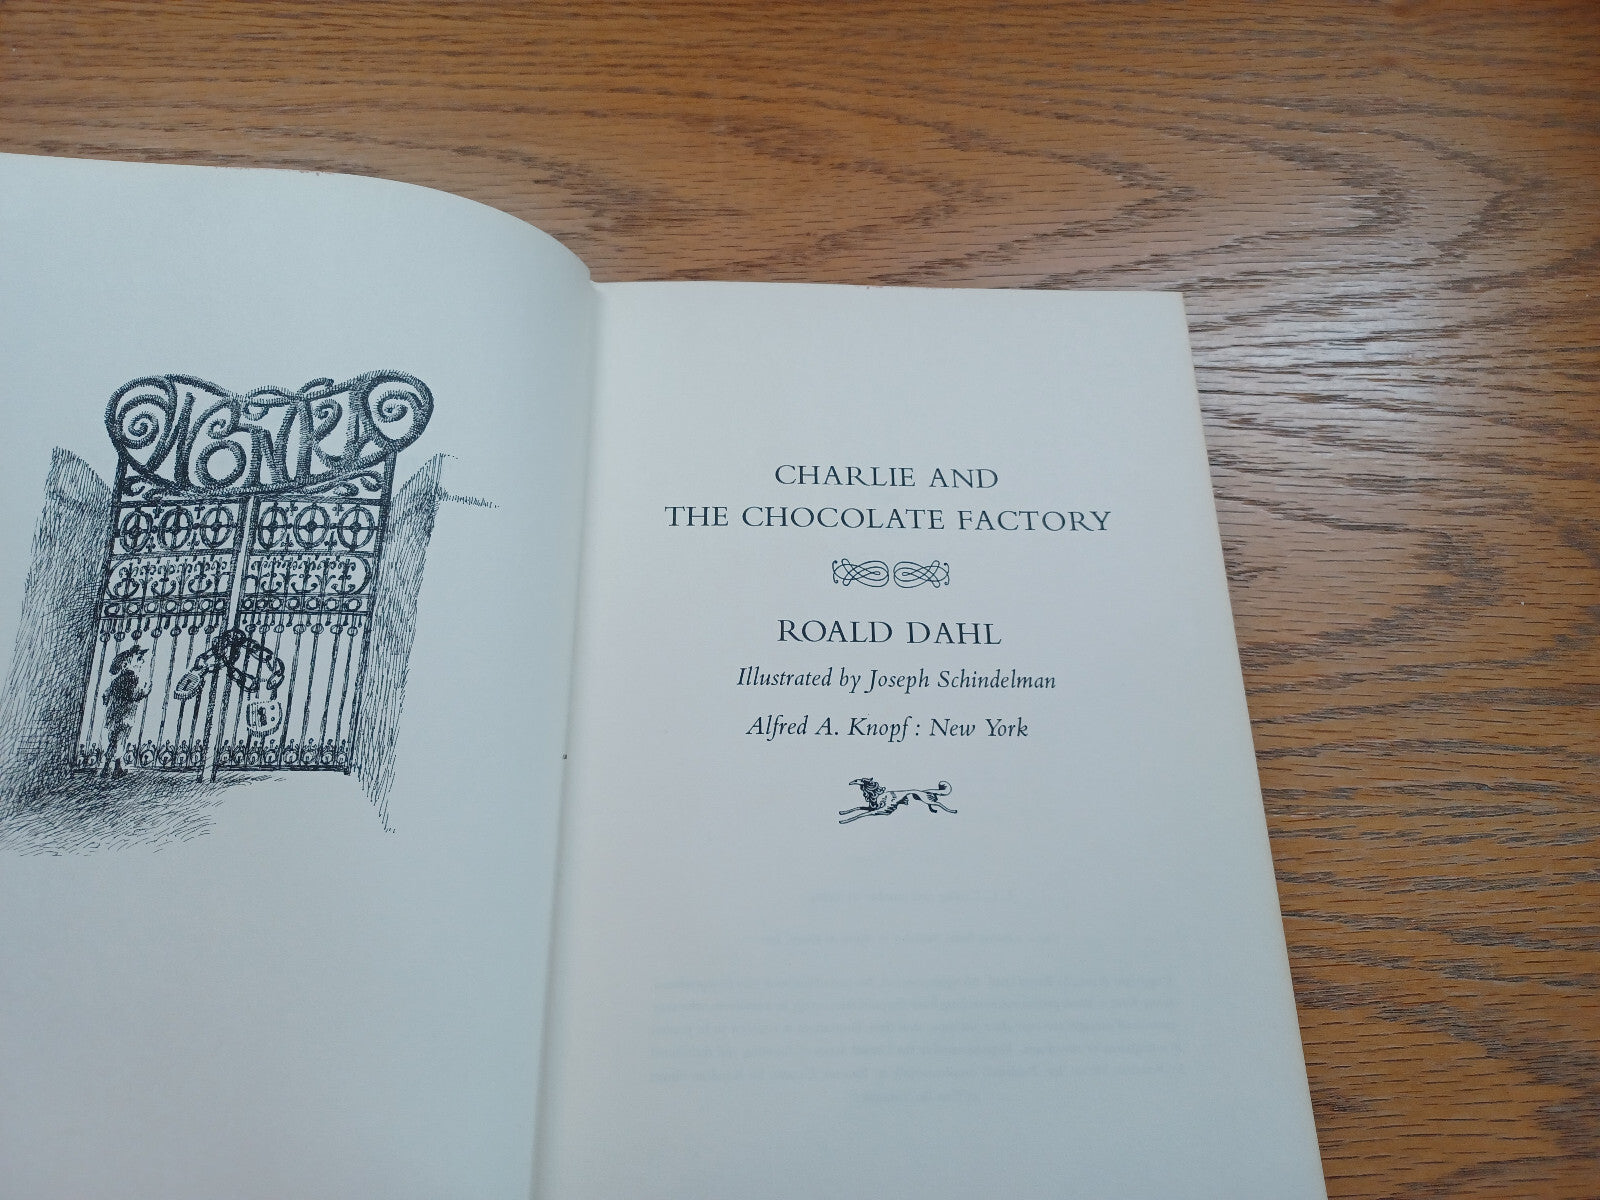 WONKA
CHARLIE AND
THE CHOCOLATE FACTORY
ROALD DAHL
Illustrated by Joseph Schindelman
Alfred A. Knopf : New York